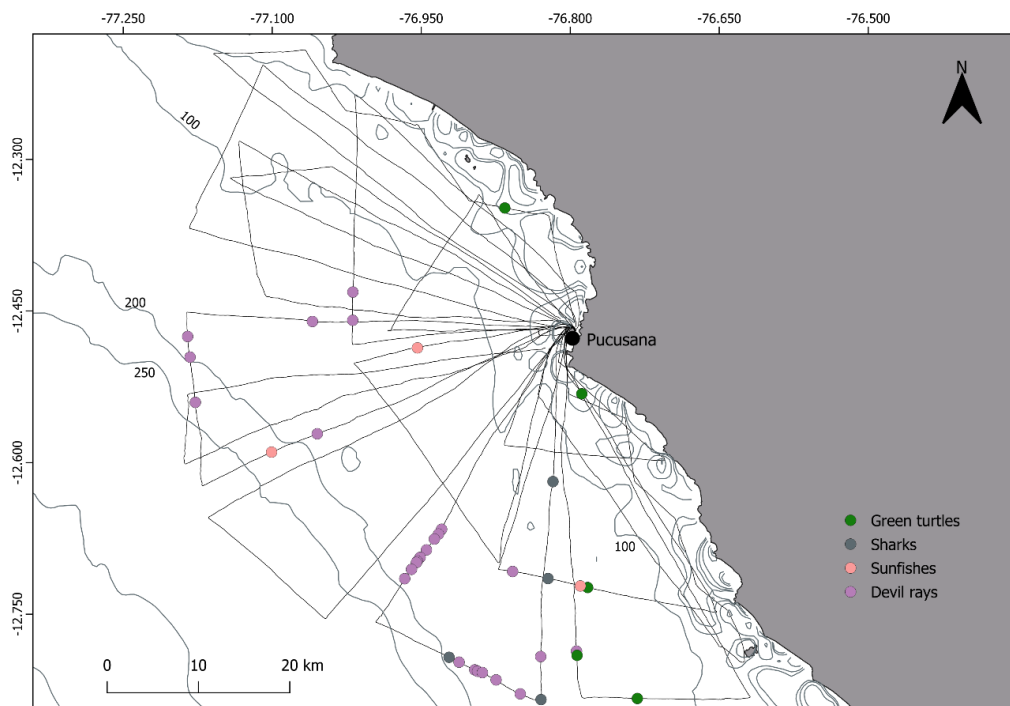 -77.250 -77.100 -76.950 -76.800 -76.650 -76.500
N
100
-12.300
200
-12.450
Pucusana
250
-12.600
Green turtles
100
Sharks
Sunfishes
Devil rays
-12.750
0 10 20 km